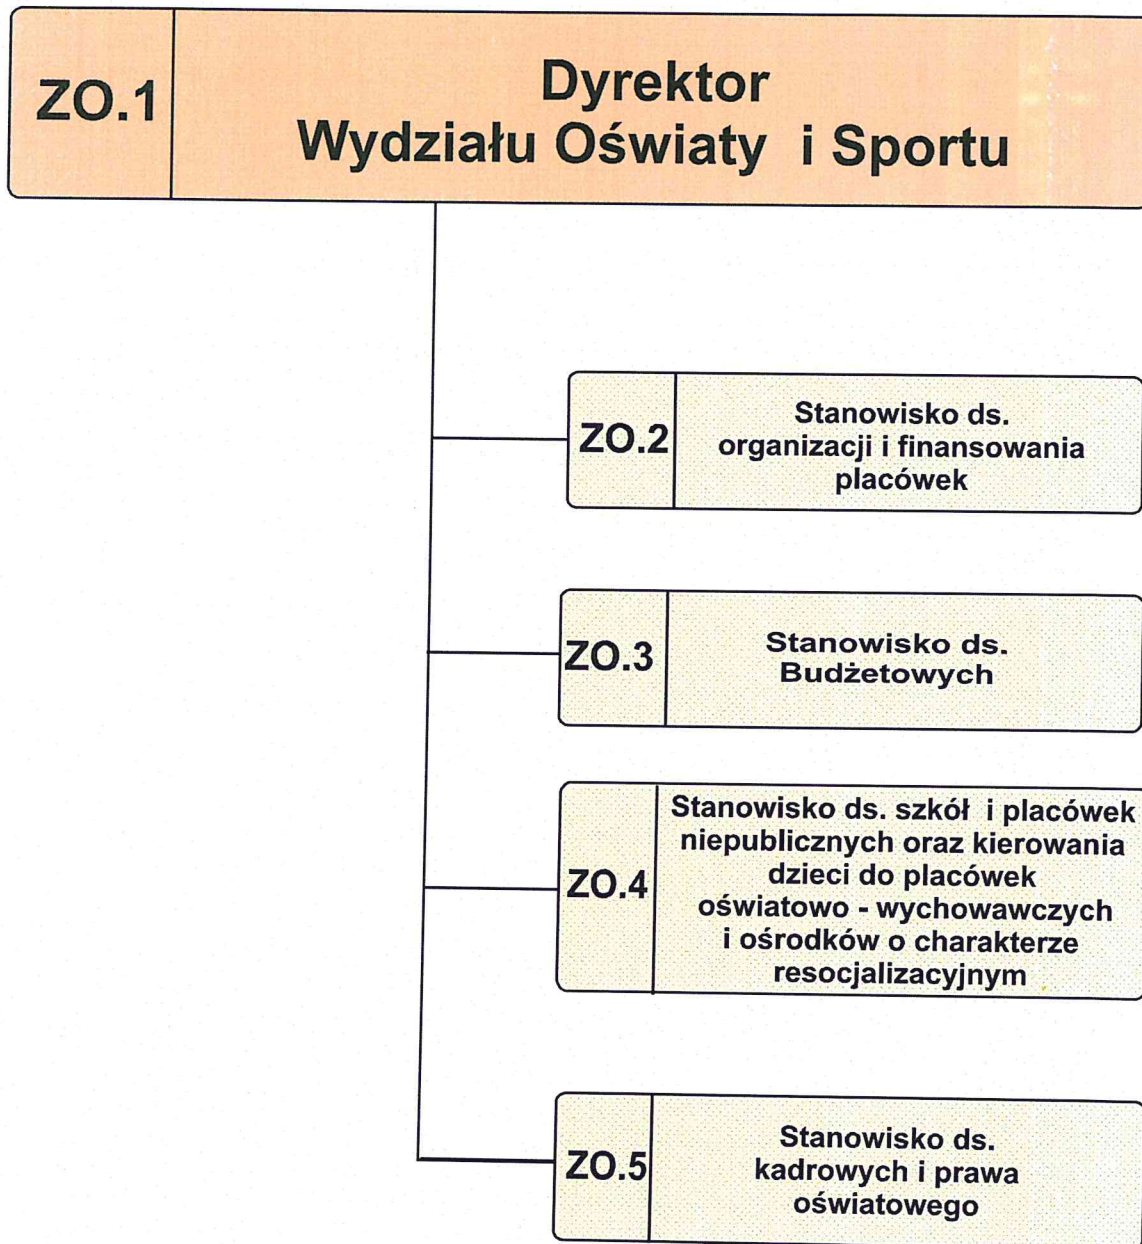 ZO.1
Dyrektor
Wydziału Oświaty i Sportu
ZO.2
Stanowisko ds.
organizacji i finansowania
placówek
ZO.3
Stanowisko ds.
Budżetowych
ZO.4
Stanowisko ds. szkół i placówek
niepublicznych oraz kierowania
dzieci do placówek
oświatowo - wychowawczych
i ośrodków o charakterze
resocjalizacyjnym
ZO.5
Stanowisko ds.
kadrowych i prawa
oświatowego